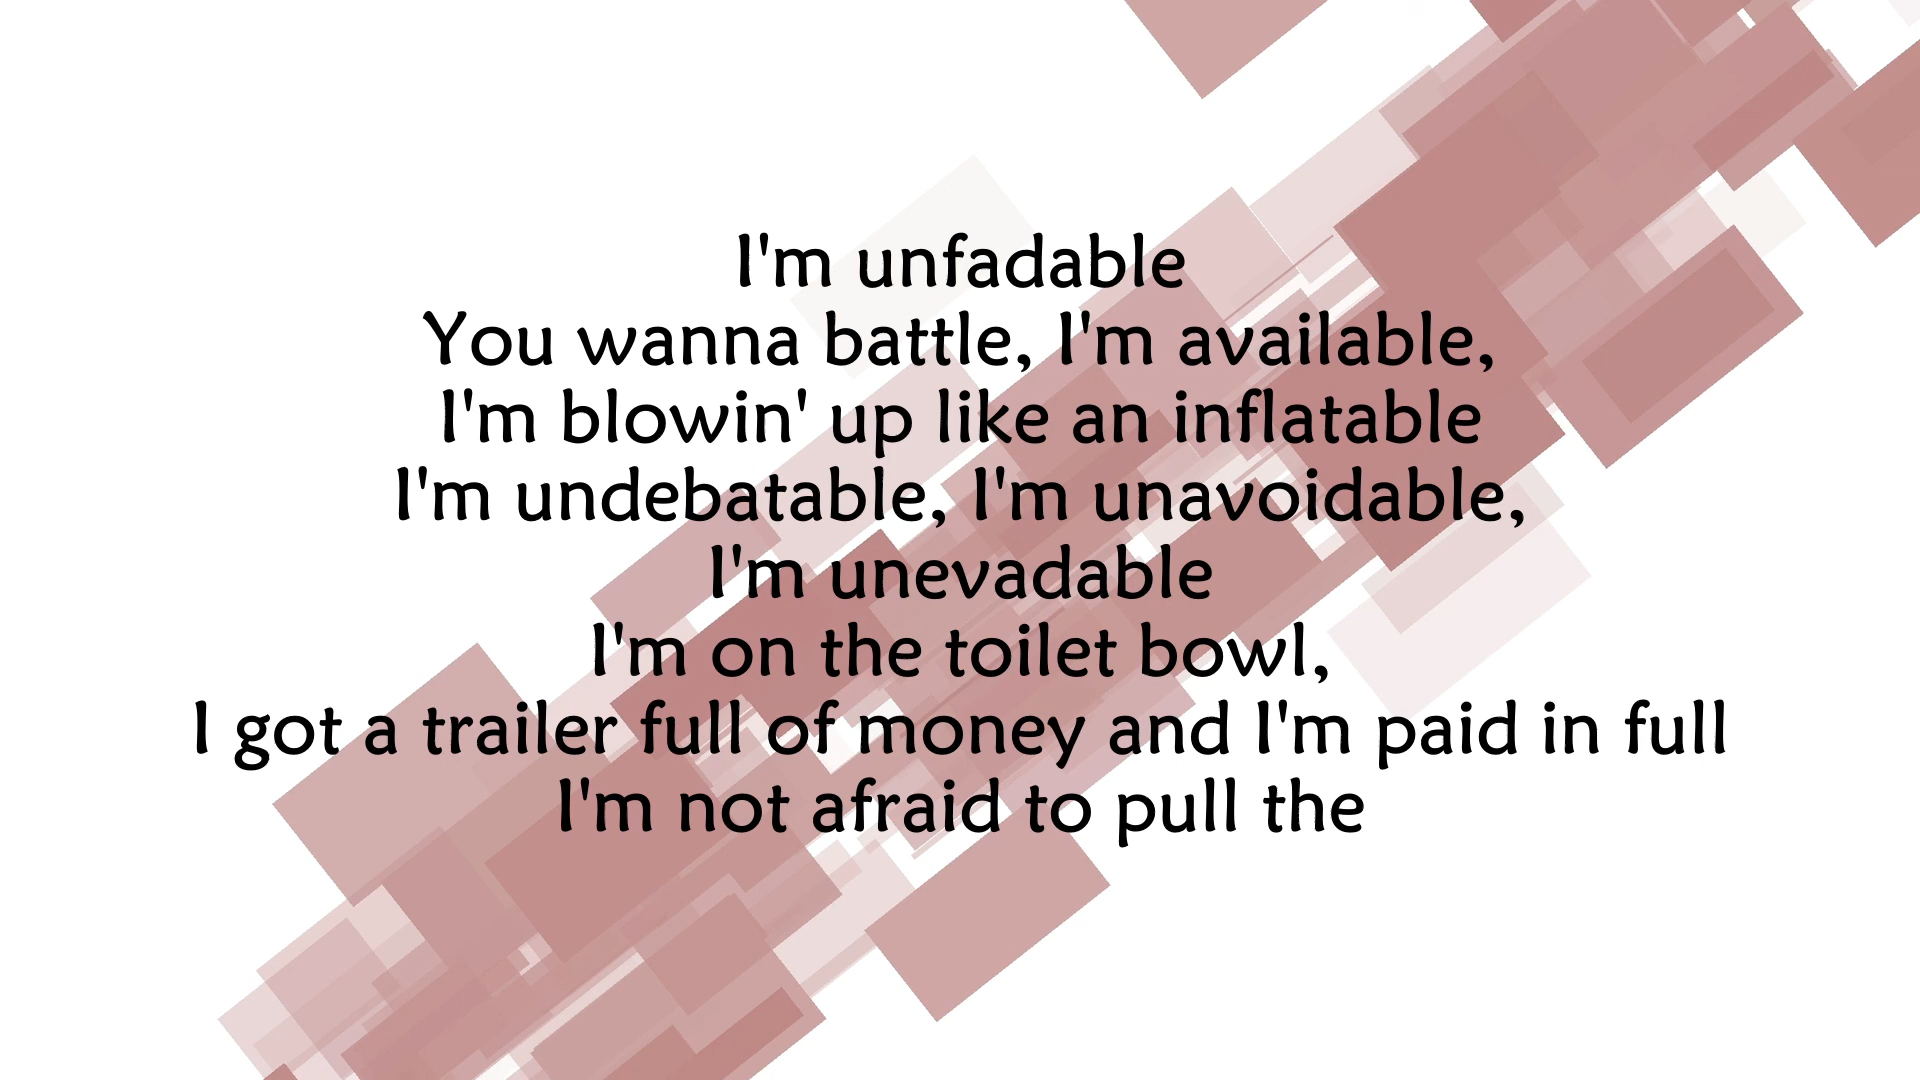 I'm unfadable
You wanna battle, I'm available,
I'm blowin' up like an inflatable
I'm undebatable, I'm unavoidable,
I'm unevadable
I'm on the toilet bowl,
I got a trailer full of money and I'm paid in full
I'm not afraid to pull the